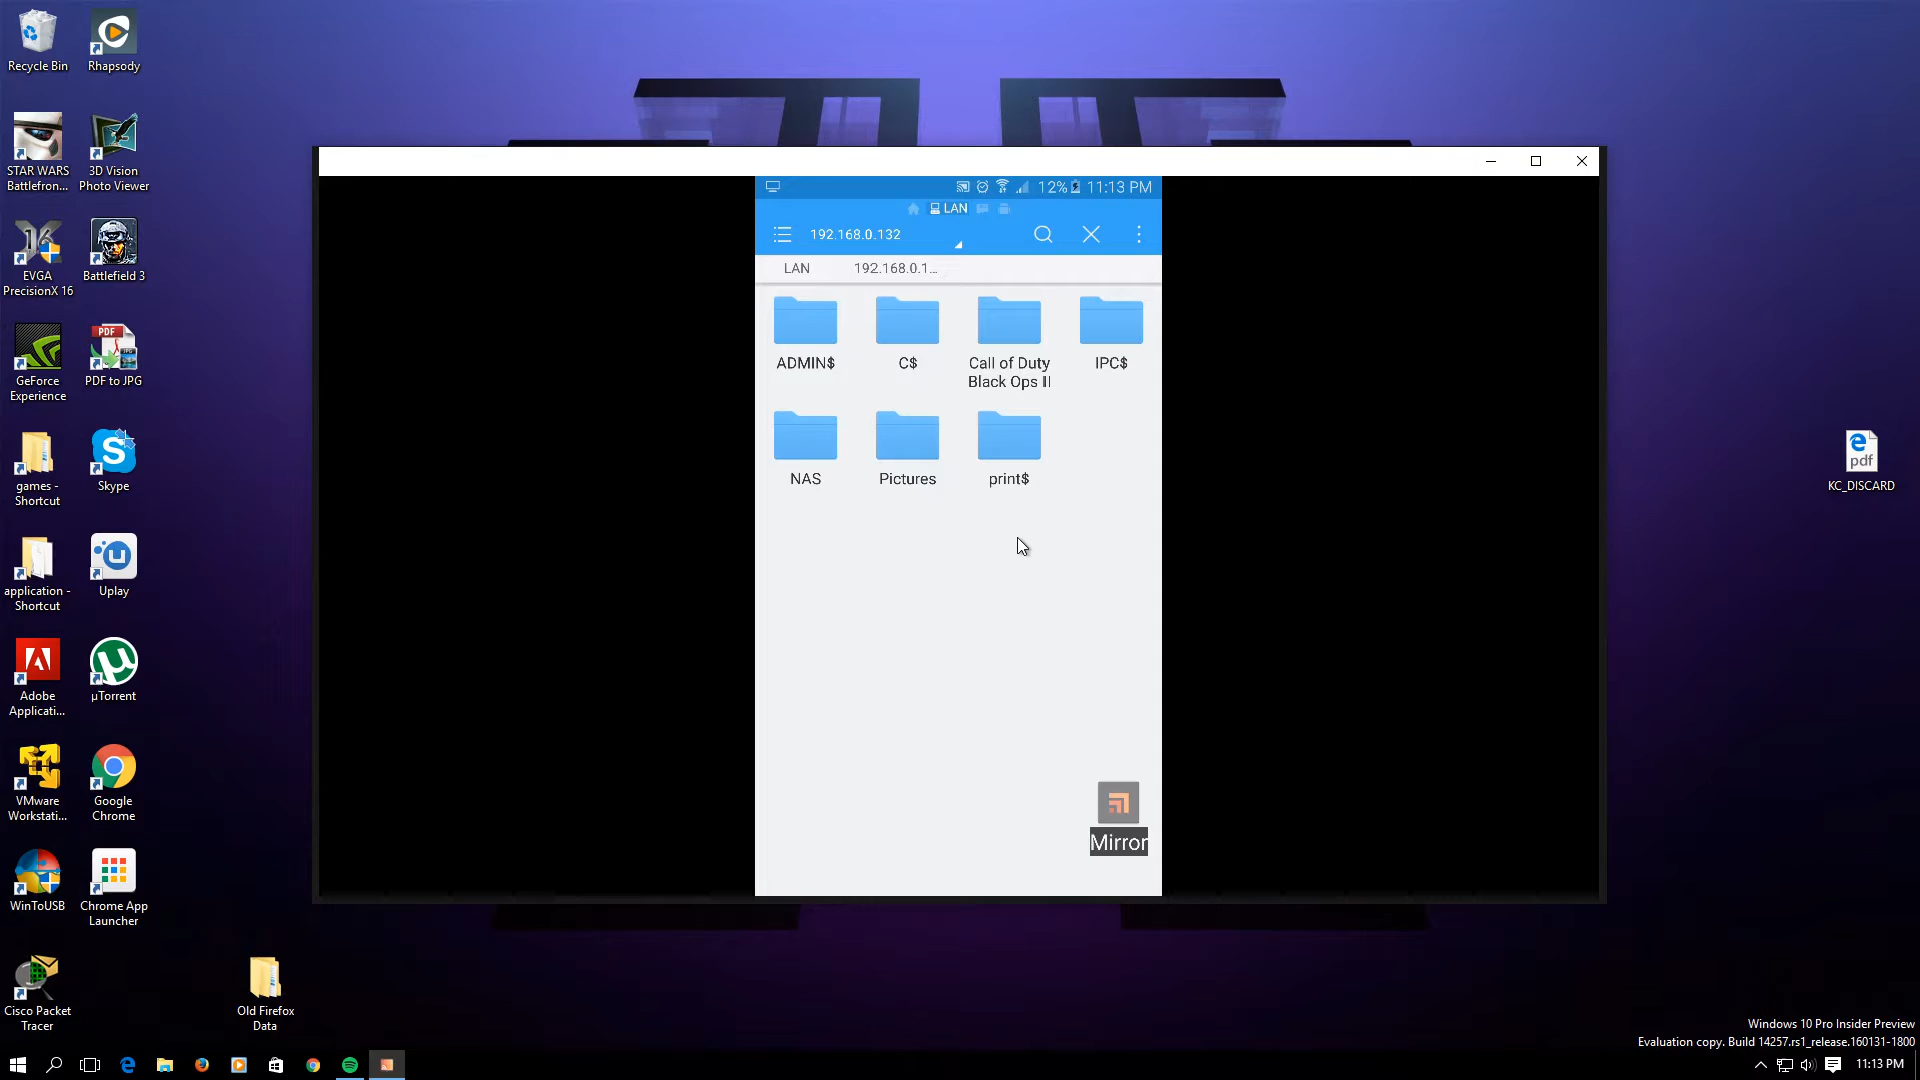 Recycle Bin
Rhapsody
STAR WARS
Battlefron...
3D Vision
Photo Viewer
EVGA
PrecisionX 16
Battlefield 3
GeForce
Experience
PDF
PDF to JPG
games -
Shortcut
Skype
application -
Shortcut
Uplay
Adobe
Applicati...
µTorrent
VMware
Workstati...
Google
Chrome
WinToUSB
Chrome App
Launcher
Cisco Packet
Tracer
Old Firefox
Data
12% 11:13 PM
LAN
192.168.0.132
LAN 192.168.0.1...
ADMIN$
C$
Call of Duty
Black Ops II
IPC$
NAS
Pictures
print$
Mirror
pdf
KC_DISCARD
Windows 10 Pro Insider Preview
Evaluation copy. Build 14257.rs1_release.160131-1800
11:13 PM